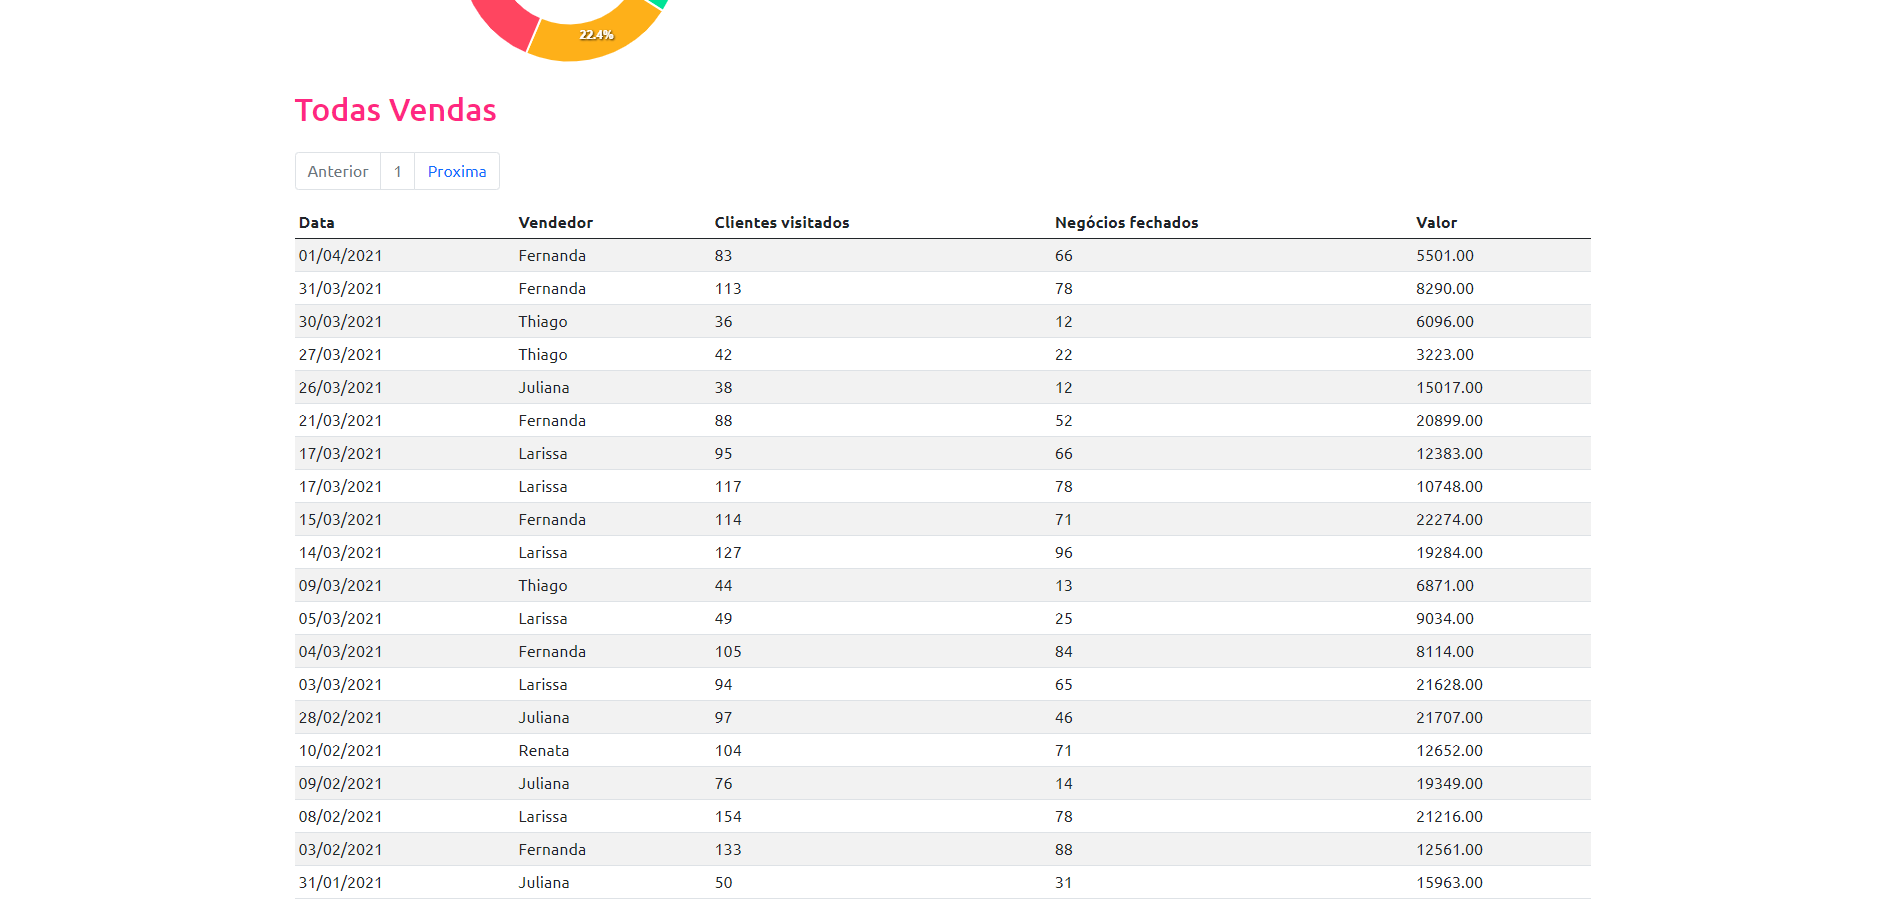 22.4%
Todas Vendas
Anterior 1 Proxima
Data Vendedor Clientes visitados Negócios fechados Valor
01/04/2021 Fernanda 83 66 5501.00
31/03/2021 Fernanda 113 78 8290.00
30/03/2021 Thiago 36 12 6096.00
27/03/2021 Thiago 42 22 3223.00
26/03/2021 Juliana 38 12 15017.00
21/03/2021 Fernanda 88 52 20899.00
17/03/2021 Larissa 95 66 12383.00
17/03/2021 Larissa 117 78 10748.00
15/03/2021 Fernanda 114 71 22274.00
14/03/2021 Larissa 127 96 19284.00
09/03/2021 Thiago 44 13 6871.00
05/03/2021 Larissa 49 25 9034.00
04/03/2021 Fernanda 105 84 8114.00
03/03/2021 Larissa 94 65 21628.00
28/02/2021 Juliana 97 46 21707.00
10/02/2021 Renata 104 71 12652.00
09/02/2021 Juliana 76 14 19349.00
08/02/2021 Larissa 154 78 21216.00
03/02/2021 Fernanda 133 88 12561.00
31/01/2021 Juliana 50 31 15963.00